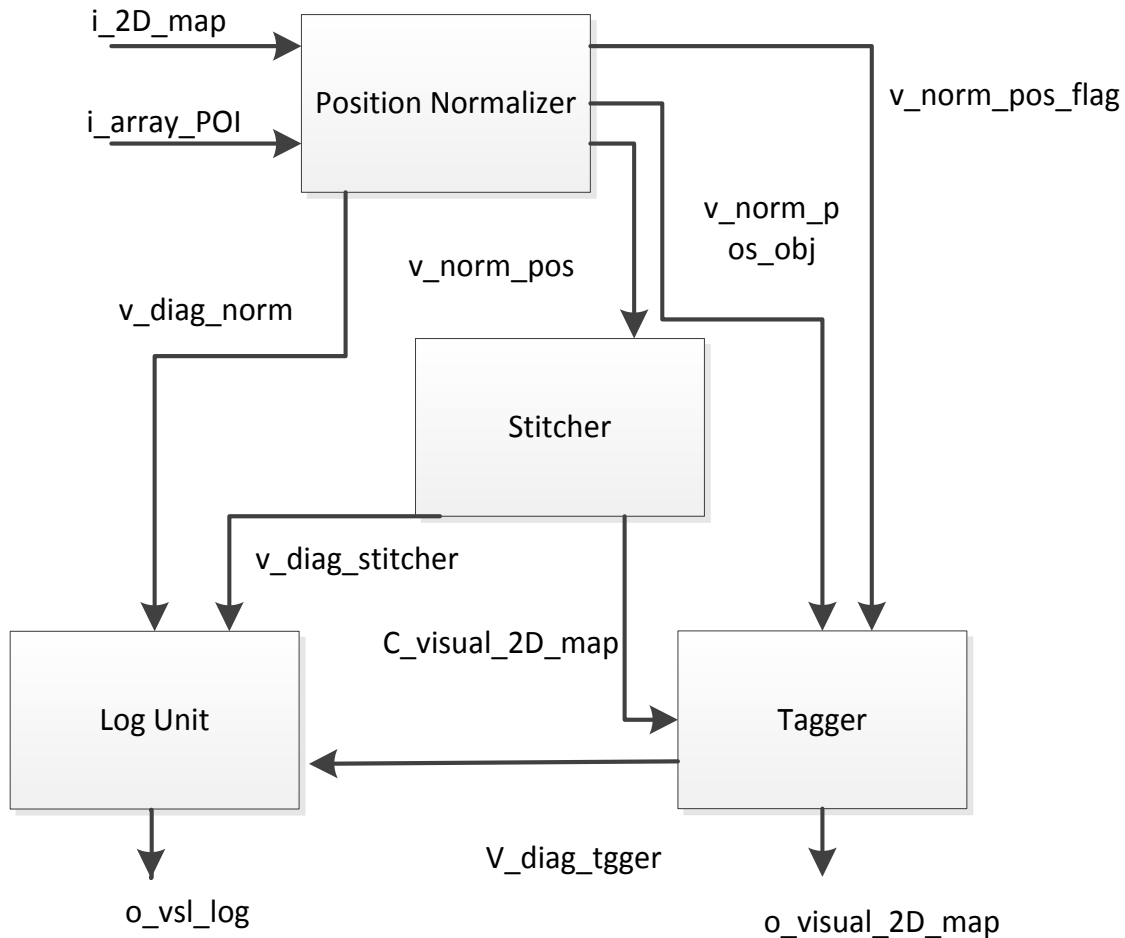 i_2D_map
Position Normalizer
v_norm_pos_flag
i_array_POI
v_norm_p
os_obj
v_norm_pos
v_diag_norm
Stitcher
v_diag_stitcher
C_visual_2D_map
Log Unit
Tagger
V_diag_tgger
o_vsl_log
o_visual_2D_map